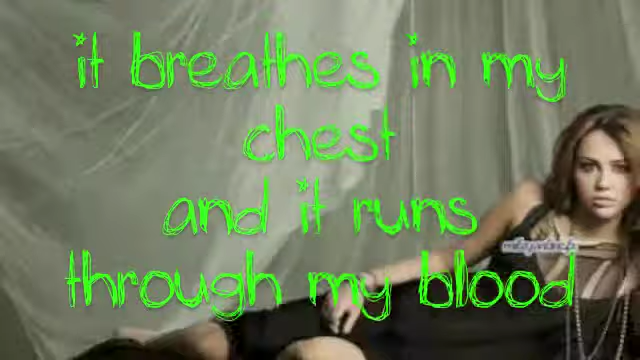 it breathes in my
chest
and it runs
through my blood